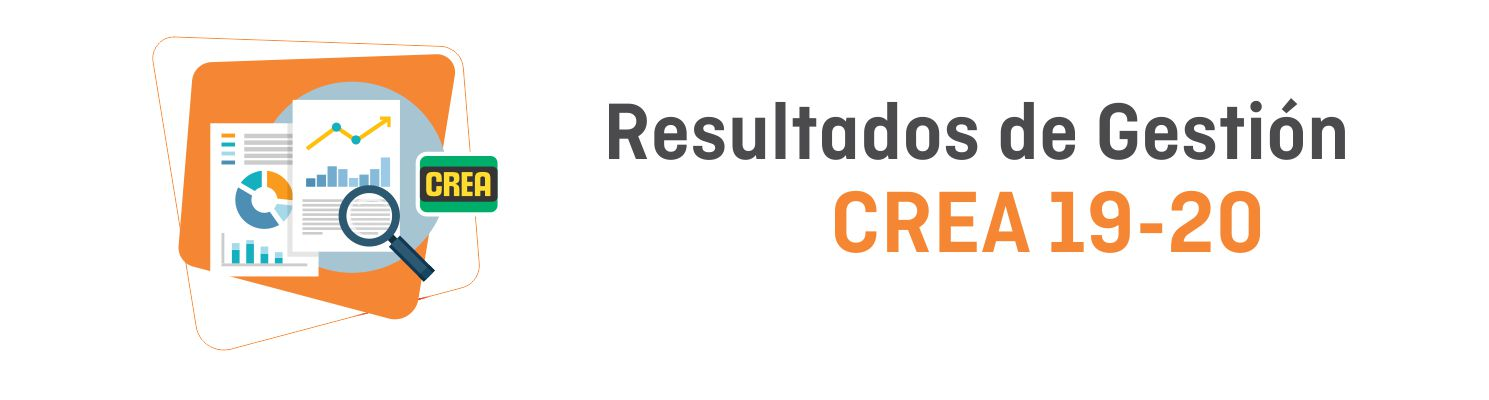 CREA
Resultados de Gestión
CREA 19-20